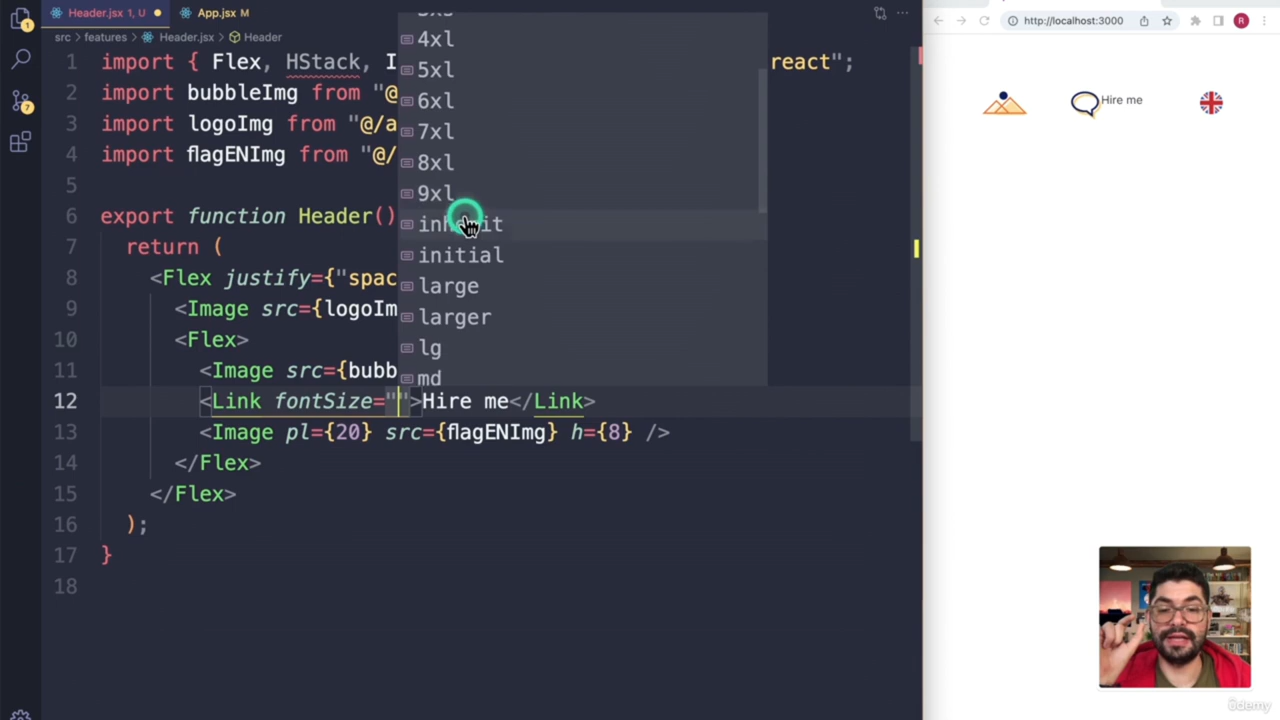 Header.jsx 1, U
App.jsx M
src > features > Header.jsx > Header
1 import { Flex, HStack, I react";
2 import bubbleImg from "@
3 import logoImg from "@/a
4 import flagENImg from "@/
5
6 export function Header()
7 return (
8 <Flex justify={"spac
9 <Image src={logoIm
10 <Flex>
11 <Image src={bubb
12 <Link fontSize="">Hire me</Link>
13 <Image pl={20} src={flagENImg} h={8} />
14 </Flex>
15 </Flex>
16 );
17 }
18
4xl
5xl
6xl
7xl
8xl
9xl
inherit
initial
large
larger
lg
md
1
7
http://localhost:3000
R
Hire me
ûdemy